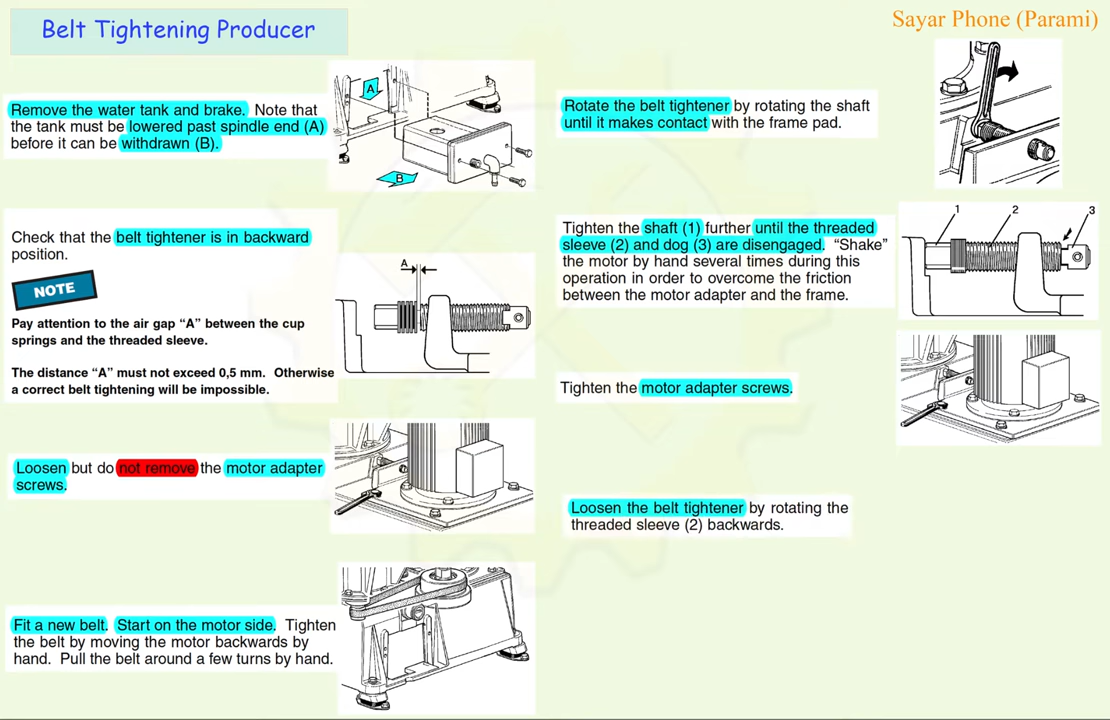 Belt Tightening Producer
Sayar Phone (Parami)
Remove the water tank and brake. Note that
the tank must be lowered past spindle end (A)
before it can be withdrawn (B).
A
B
Check that the belt tightener is in backward
position.
NOTE
Pay attention to the air gap “A” between the cup
springs and the threaded sleeve.
The distance “A” must not exceed 0,5 mm. Otherwise
a correct belt tightening will be impossible.
A
Loosen but do not remove the motor adapter
screws.
Fit a new belt. Start on the motor side. Tighten
the belt by moving the motor backwards by
hand. Pull the belt around a few turns by hand.
Rotate the belt tightener by rotating the shaft
until it makes contact with the frame pad.
Tighten the shaft (1) further until the threaded
sleeve (2) and dog (3) are disengaged. “Shake”
the motor by hand several times during this
operation in order to overcome the friction
between the motor adapter and the frame.
1 2 3
Tighten the motor adapter screws.
Loosen the belt tightener by rotating the
threaded sleeve (2) backwards.